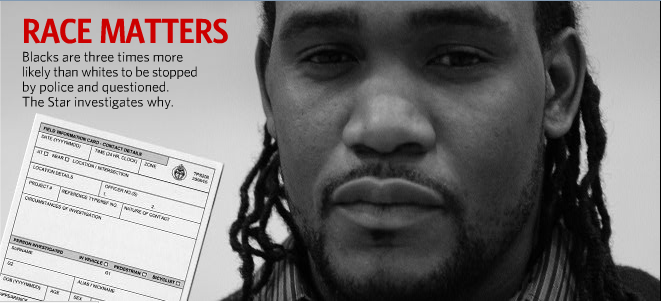 RACE MATTERS
Blacks are three times more
likely than whites to be stopped
by police and questioned.
The Star investigates why.
FIELD INFORMATION CARD - CONTACT DETAILS
DATE (YYYY/MM/DD)
TIME (24 HR. CLOCK)
ZONE
AT NEAR LOCATION / INTERSECTION
LOCATION DETAILS
OFFICER NO.(S)
1. 2.
PROJECT # REFERENCE TYPE/REF NO. NATURE OF CONTACT
CIRCUMSTANCES OF INVESTIGATION
PERSON INVESTIGATED IN VEHICLE PEDESTRIAN BICYCLIST
SURNAME G1
G2 ALIAS / NICKNAME
DOB (YYYY/MM/DD) AGE SEX